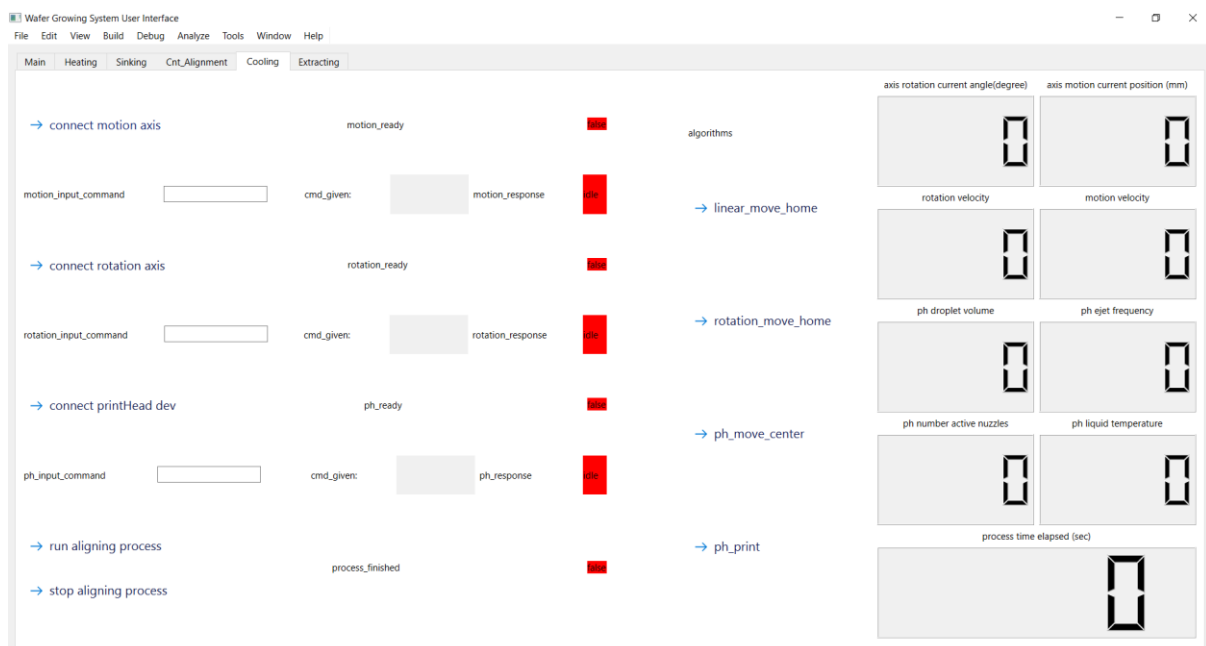 Wafer Growing System User Interface
File Edit View Build Debug Analyze Tools Window Help
Main Heating Sinking Cnt_Alignment Cooling Extracting
connect motion axis motion_ready false
motion_input_command cmd_given: motion_response idle
connect rotation axis rotation_ready false
rotation_input_command cmd_given: rotation_response idle
connect printHead dev ph_ready false
ph_input_command cmd_given: ph_response idle
run aligning process
process_finished false
stop aligning process
algorithms
linear_move_home
rotation_move_home
ph_move_center
ph_print
axis rotation current angle(degree) axis motion current position (mm)
0 0
rotation velocity motion velocity
0 0
ph droplet volume ph ejet frequency
0 0
ph number active nuzzles ph liquid temperature
0 0
process time elapsed (sec)
0